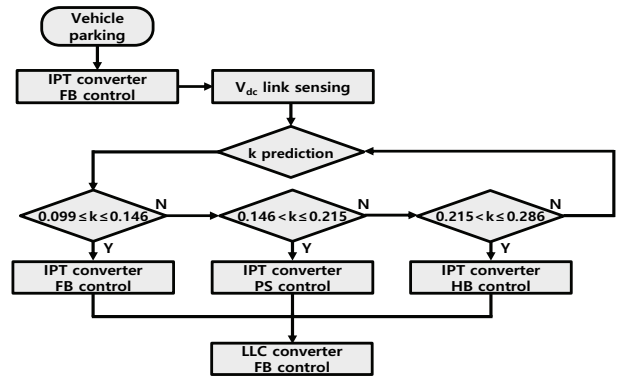 Vehicle
parking
IPT converter
FB control
Vdc link sensing
k prediction
0.099 ≤ k ≤ 0.146
N
0.146 < k ≤ 0.215
N
0.215 < k ≤ 0.286
N
Y
Y
Y
IPT converter
FB control
IPT converter
PS control
IPT converter
HB control
LLC converter
FB control